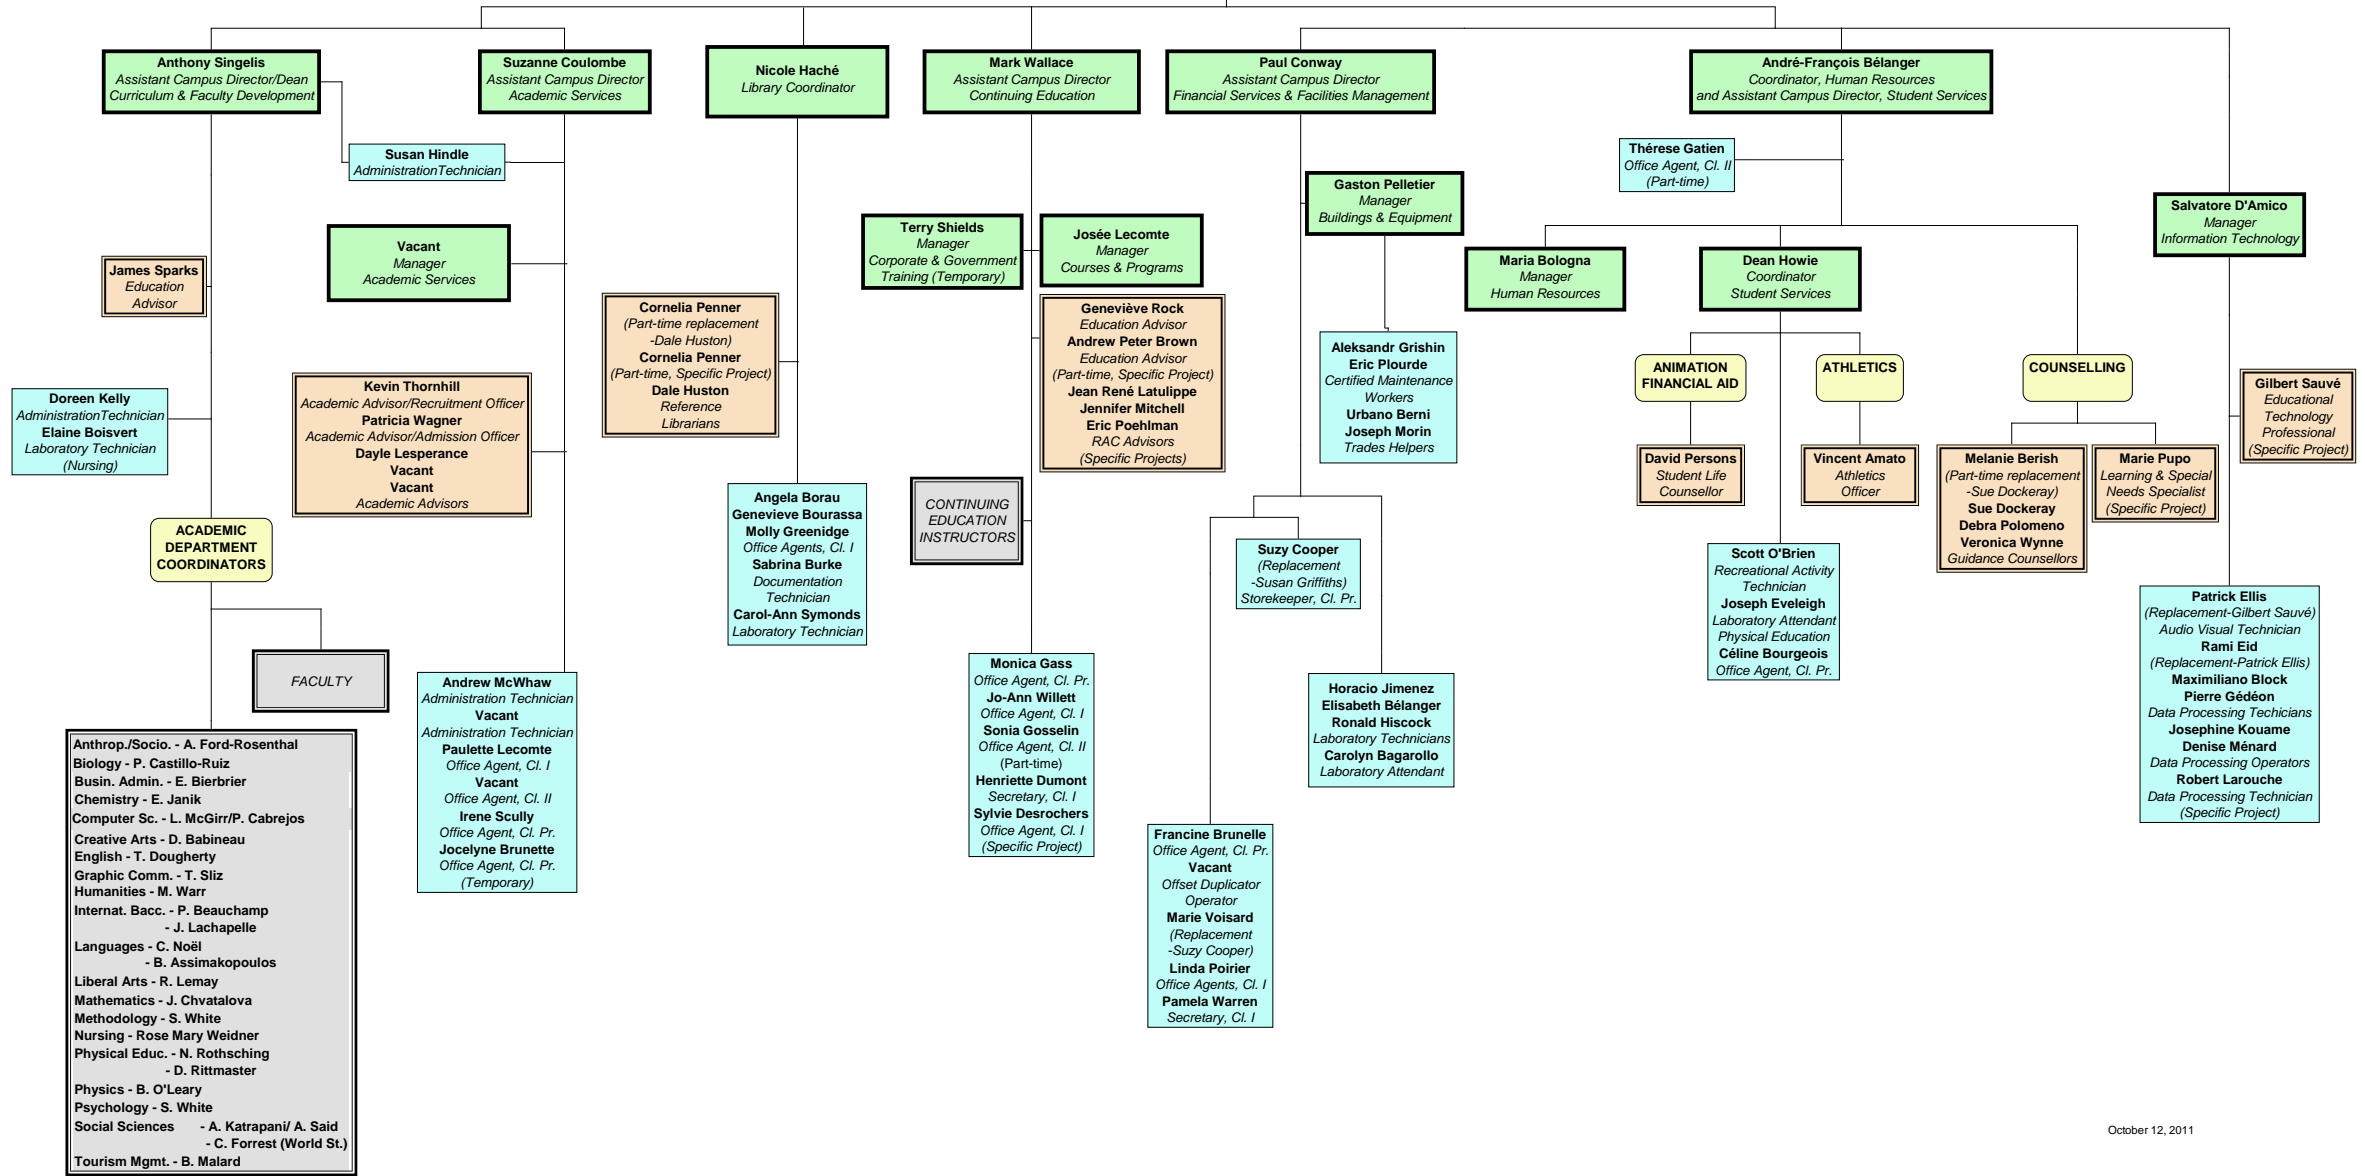 Anthony Singelis
Assistant Campus Director/Dean
Curriculum & Faculty Development
Suzanne Coulombe
Assistant Campus Director
Academic Services
Nicole Haché
Library Coordinator
Mark Wallace
Assistant Campus Director
Continuing Education
Paul Conway
Assistant Campus Director
Financial Services & Facilities Management
André-François Bélanger
Coordinator, Human Resources
and Assistant Campus Director, Student Services
Susan Hindle
AdministrationTechnician
Thérese Gatien
Office Agent, Cl. II
(Part-time)
Gaston Pelletier
Manager
Buildings & Equipment
Salvatore D'Amico
Manager
Information Technology
Vacant
Manager
Academic Services
Terry Shields
Manager
Corporate & Government
Training (Temporary)
Josée Lecomte
Manager
Courses & Programs
Maria Bologna
Manager
Human Resources
Dean Howie
Coordinator
Student Services
James Sparks
Education
Advisor
Cornelia Penner
(Part-time replacement
-Dale Huston)
Cornelia Penner
(Part-time, Specific Project)
Dale Huston
Reference
Librarians
Geneviève Rock
Education Advisor
Andrew Peter Brown
Education Advisor
(Part-time, Specific Project)
Jean René Latulippe
Jennifer Mitchell
Eric Poehlman
RAC Advisors
(Specific Projects)
Aleksandr Grishin
Eric Plourde
Certified Maintenance
Workers
Urbano Berni
Joseph Morin
Trades Helpers
ANIMATION
FINANCIAL AID
ATHLETICS
COUNSELLING
Gilbert Sauvé
Educational
Technology
Professional
(Specific Project)
Doreen Kelly
AdministrationTechnician
Elaine Boisvert
Laboratory Technician
(Nursing)
Kevin Thornhill
Academic Advisor/Recruitment Officer
Patricia Wagner
Academic Advisor/Admission Officer
Dayle Lesperance
Vacant
Vacant
Academic Advisors
David Persons
Student Life
Counsellor
Vincent Amato
Athletics
Officer
Melanie Berish
(Part-time replacement
-Sue Dockeray)
Sue Dockeray
Debra Polomeno
Veronica Wynne
Guidance Counsellors
Marie Pupo
Learning & Special
Needs Specialist
(Specific Project)
ACADEMIC
DEPARTMENT
COORDINATORS
Angela Borau
Genevieve Bourassa
Molly Greenidge
Office Agents, Cl. I
Sabrina Burke
Documentation
Technician
Carol-Ann Symonds
Laboratory Technician
CONTINUING
EDUCATION
INSTRUCTORS
Suzy Cooper
(Replacement
-Susan Griffiths)
Storekeeper, Cl. Pr.
Scott O'Brien
Recreational Activity
Technician
Joseph Eveleigh
Laboratory Attendant
Physical Education
Céline Bourgeois
Office Agent, Cl. Pr.
Patrick Ellis
(Replacement-Gilbert Sauvé)
Audio Visual Technician
Rami Eid
(Replacement-Patrick Ellis)
Maximiliano Block
Pierre Gédéon
Data Processing Techicians
Josephine Kouame
Denise Ménard
Data Processing Operators
Robert Larouche
Data Processing Technician
(Specific Project)
FACULTY
Andrew McWhaw
Administration Technician
Vacant
Administration Technician
Paulette Lecomte
Office Agent, Cl. I
Vacant
Office Agent, Cl. II
Irene Scully
Office Agent, Cl. Pr.
Jocelyne Brunette
Office Agent, Cl. Pr.
(Temporary)
Monica Gass
Office Agent, Cl. Pr.
Jo-Ann Willett
Office Agent, Cl. I
Sonia Gosselin
Office Agent, Cl. II
(Part-time)
Henriette Dumont
Secretary, Cl. I
Sylvie Desrochers
Office Agent, Cl. I
(Specific Project)
Horacio Jimenez
Elisabeth Bélanger
Ronald Hiscock
Laboratory Technicians
Carolyn Bagarollo
Laboratory Attendant
Francine Brunelle
Office Agent, Cl. Pr.
Vacant
Offset Duplicator
Operator
Marie Voisard
(Replacement
-Suzy Cooper)
Linda Poirier
Office Agents, Cl. I
Pamela Warren
Secretary, Cl. I
Anthrop./Socio. - A. Ford-Rosenthal
Biology - P. Castillo-Ruiz
Busin. Admin. - E. Bierbrier
Chemistry - E. Janik
Computer Sc. - L. McGirr/P. Cabrejos
Creative Arts - D. Babineau
English - T. Dougherty
Graphic Comm. - T. Sliz
Humanities - M. Warr
Internat. Bacc. - P. Beauchamp
- J. Lachapelle
Languages - C. Noël
- B. Assimakopoulos
Liberal Arts - R. Lemay
Mathematics - J. Chvatalova
Methodology - S. White
Nursing - Rose Mary Weidner
Physical Educ. - N. Rothsching
- D. Rittmaster
Physics - B. O'Leary
Psychology - S. White
Social Sciences - A. Katrapani/ A. Said
- C. Forrest (World St.)
Tourism Mgmt. - B. Malard
October 12, 2011